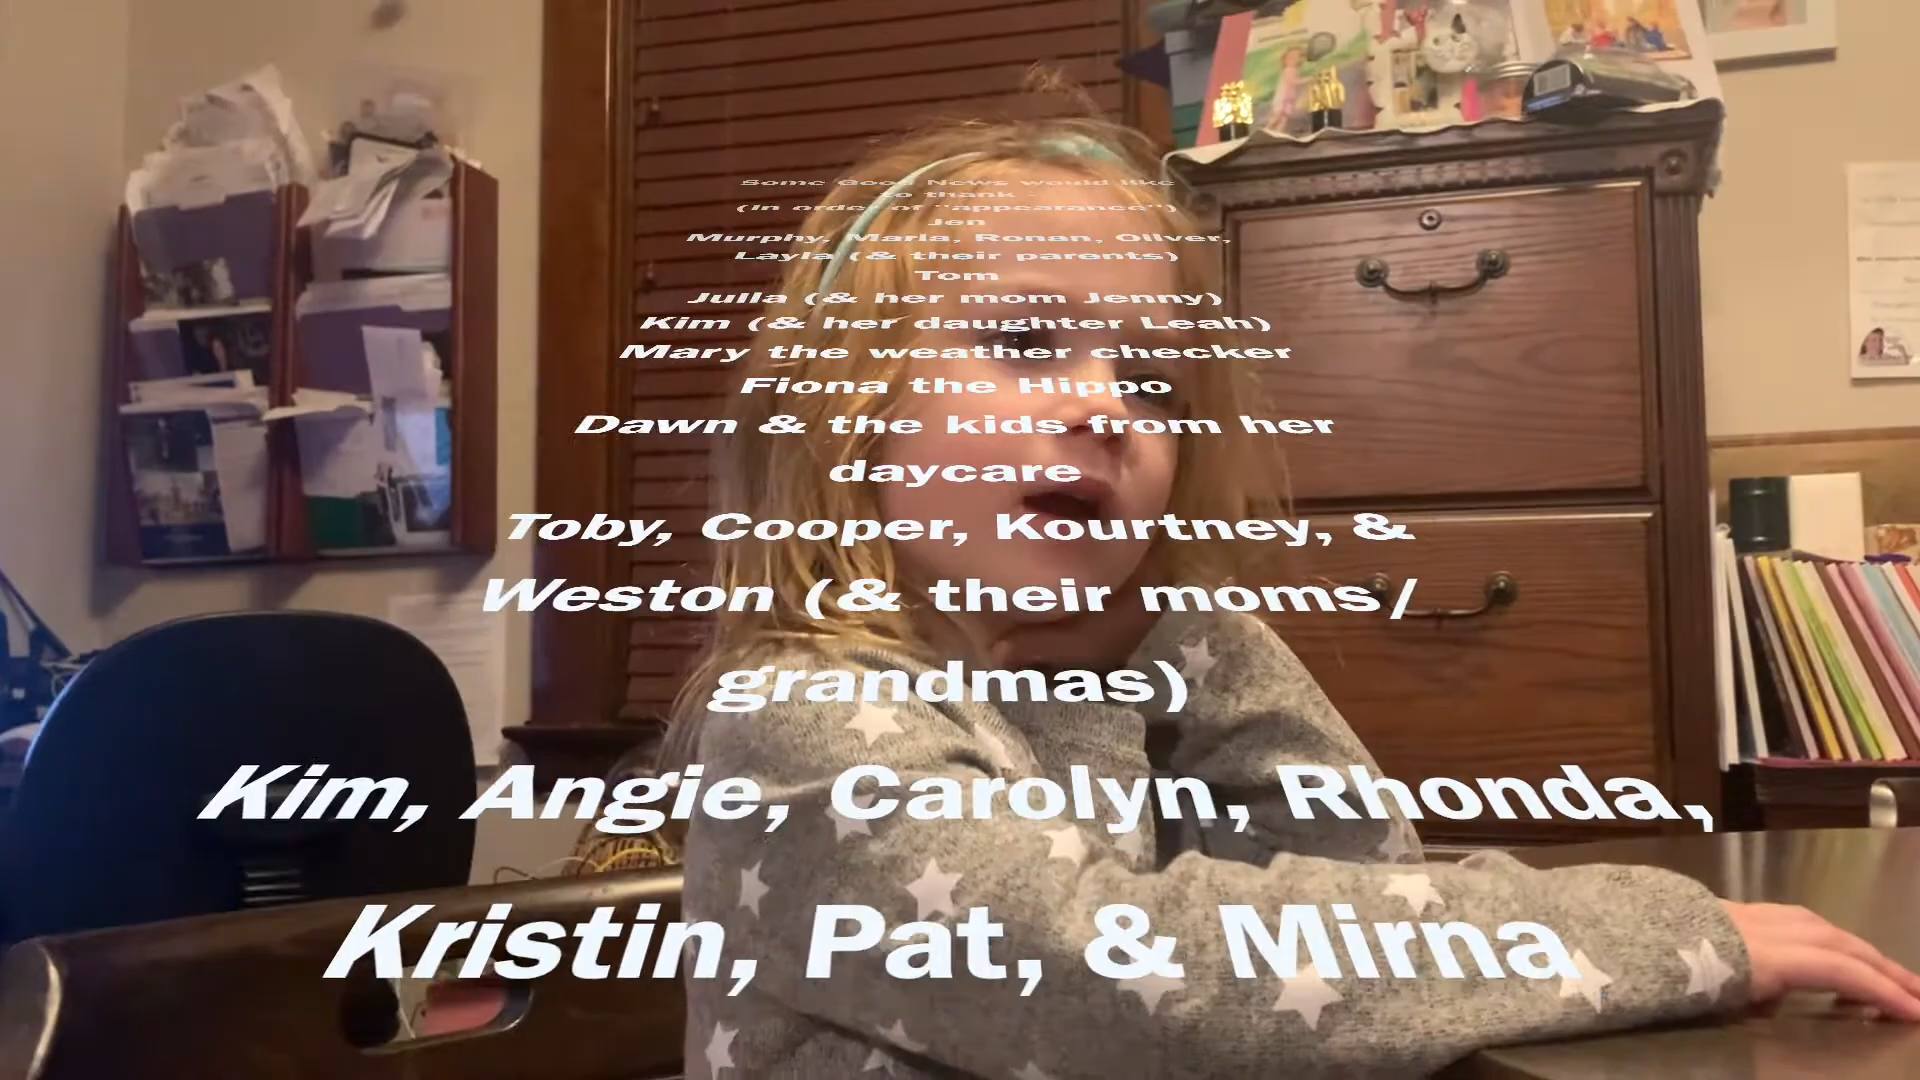 Some Good News would like
to thank
(in order of "appearance")
Jen
Murphy, Marla, Ronan, Oliver,
Layla (& their parents)
Tom
Julia (& her mom Jenny)
Kim (& her daughter Leah)
Mary the weather checker
Fiona the Hippo
Dawn & the kids from her
daycare
Toby, Cooper, Kourtney, &
Weston (& their moms/
grandmas)
Kim, Angie, Carolyn, Rhonda,
Kristin, Pat, & Mirna